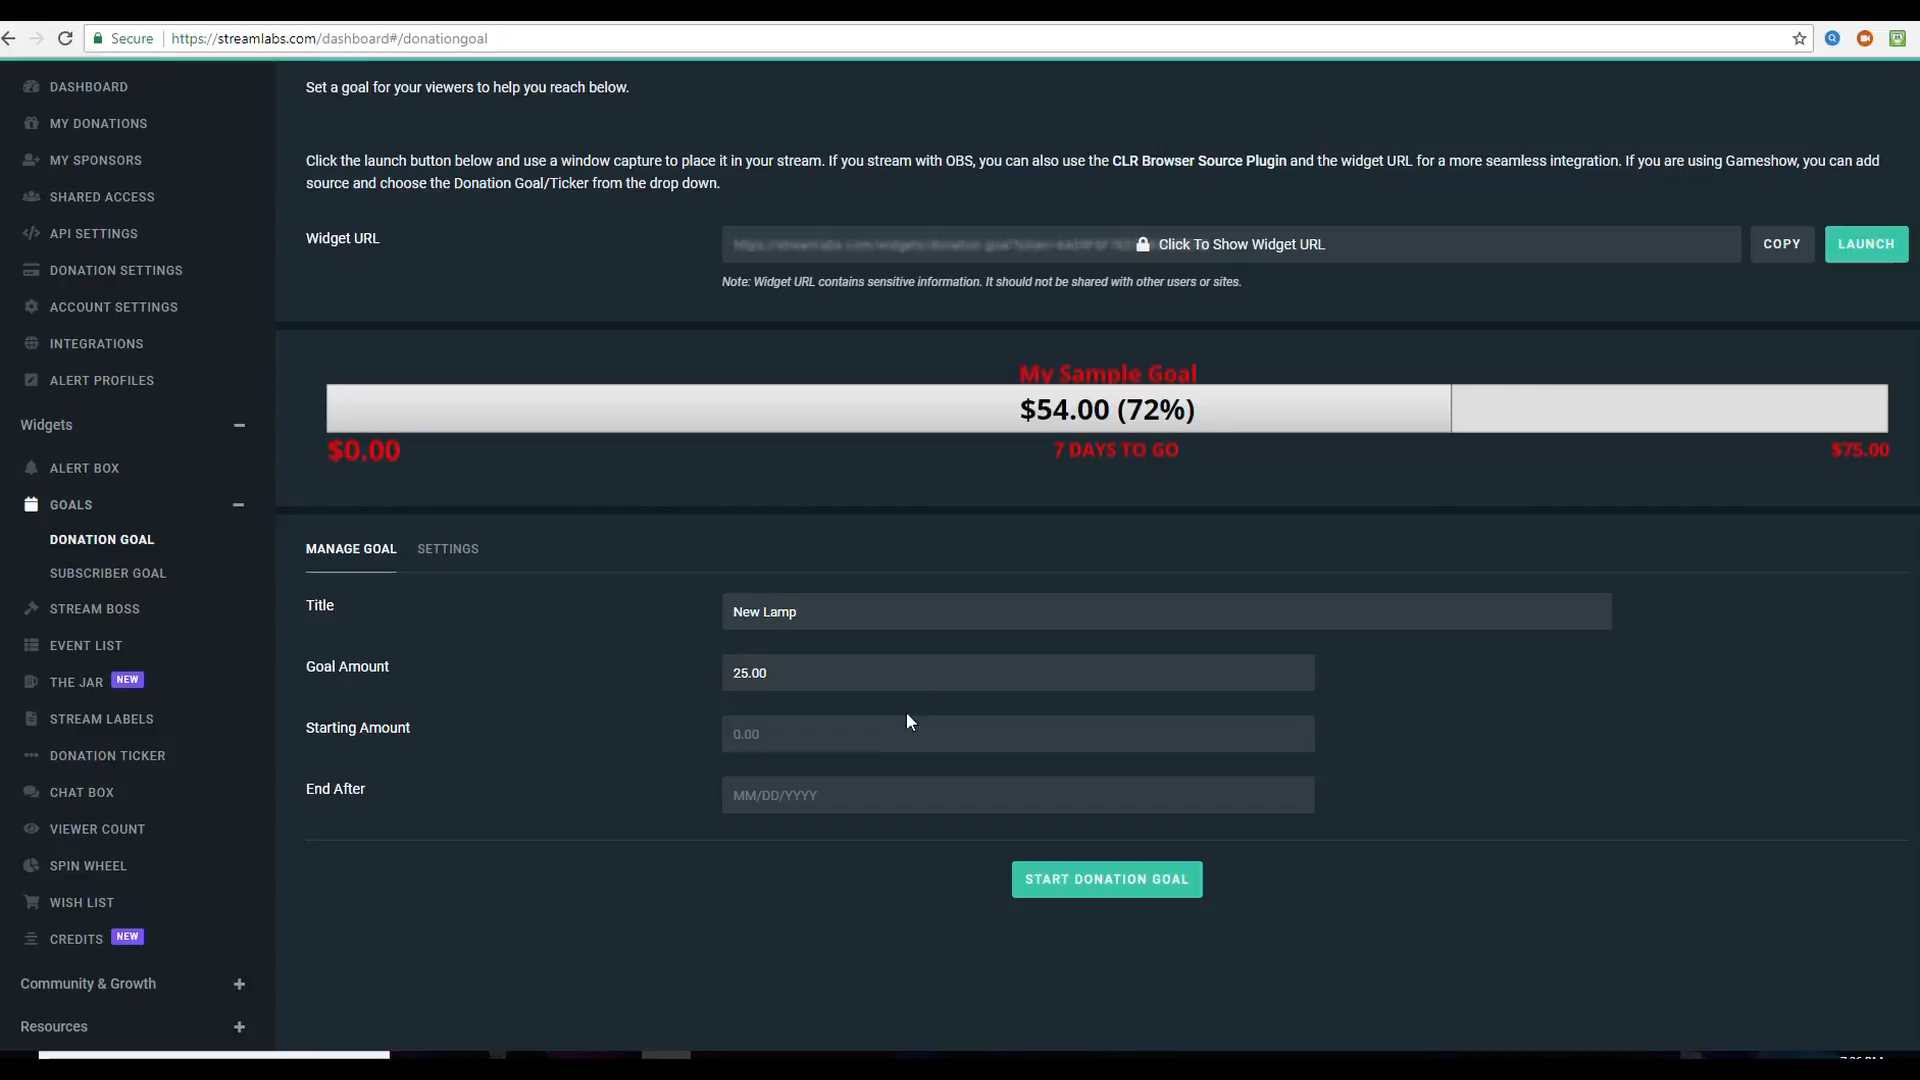 Secure
https://streamlabs.com/dashboard#/donationgoal
DASHBOARD
MY DONATIONS
MY SPONSORS
SHARED ACCESS
API SETTINGS
DONATION SETTINGS
ACCOUNT SETTINGS
INTEGRATIONS
ALERT PROFILES
Widgets
ALERT BOX
GOALS
DONATION GOAL
SUBSCRIBER GOAL
STREAM BOSS
EVENT LIST
THE JAR NEW
STREAM LABELS
DONATION TICKER
CHAT BOX
VIEWER COUNT
SPIN WHEEL
WISH LIST
CREDITS NEW
Community & Growth
Resources
Set a goal for your viewers to help you reach below.
Click the launch button below and use a window capture to place it in your stream. If you stream with OBS, you can also use the CLR Browser Source Plugin and the widget URL for a more seamless integration. If you are using Gameshow, you can add
source and choose the Donation Goal/Ticker from the drop down.
Widget URL
Click To Show Widget URL
COPY
LAUNCH
Note: Widget URL contains sensitive information. It should not be shared with other users or sites.
My Sample Goal
$54.00 (72%)
$0.00
7 DAYS TO GO
$75.00
MANAGE GOAL
SETTINGS
Title
New Lamp
Goal Amount
25.00
Starting Amount
0.00
End After
MM/DD/YYYY
START DONATION GOAL